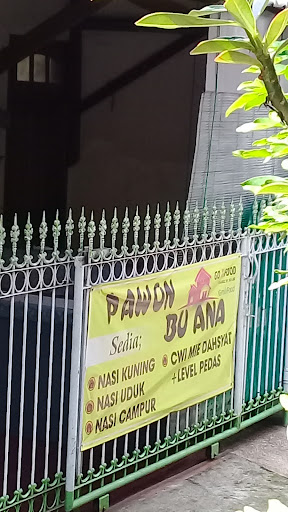 PAWON
BU ANA
Sedia;
NASI KUNING
NASI UDUK
NASI CAMPUR
CWI MIE DAHSYAT
+LEVEL PEDAS